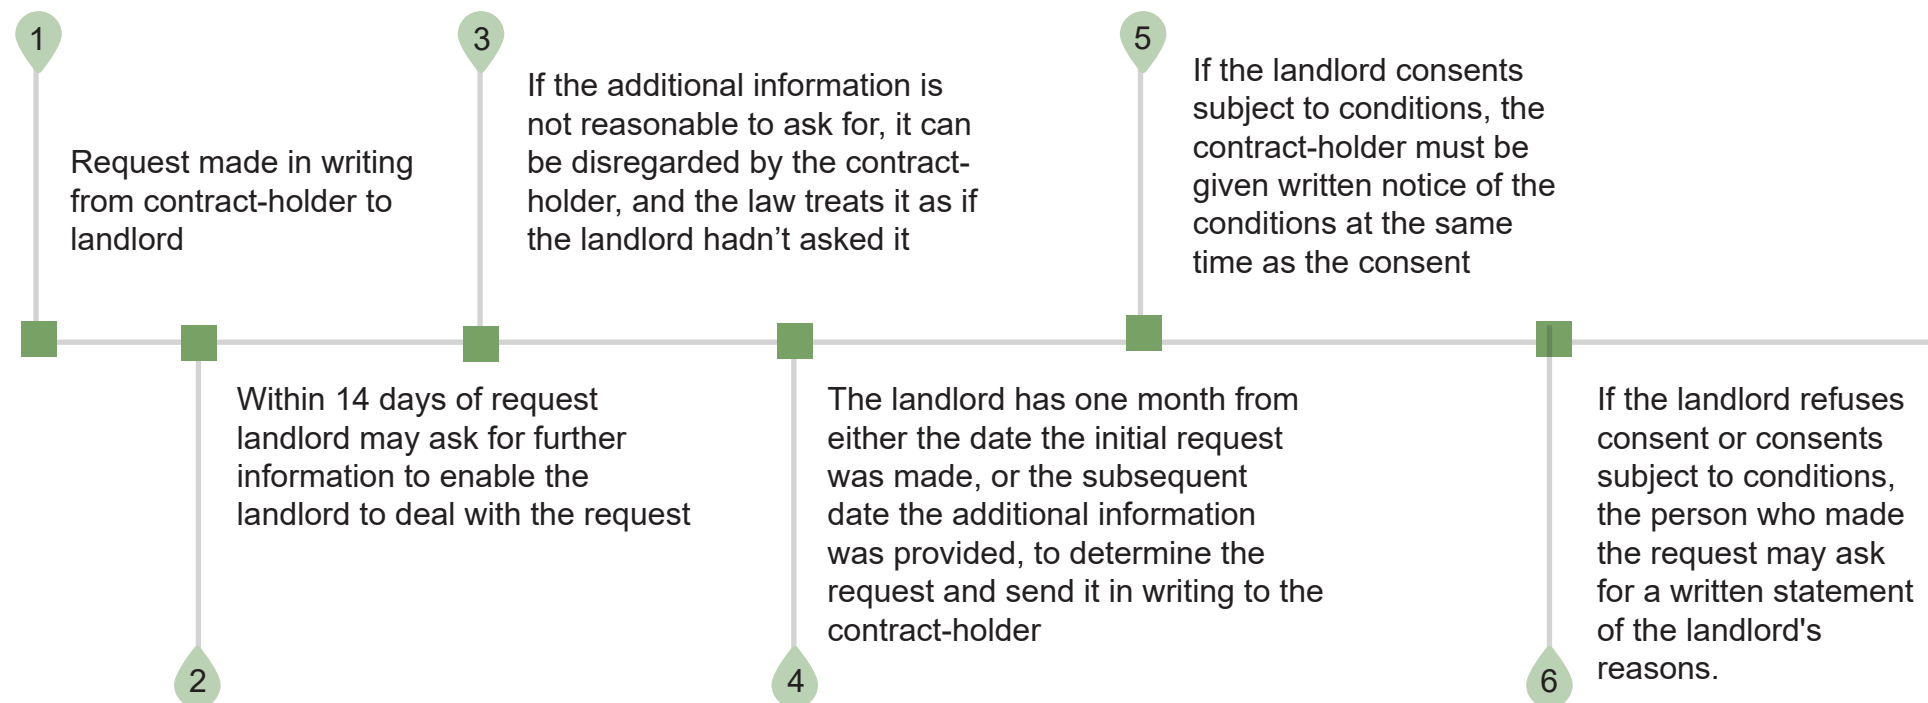 1
Request made in writing
from contract-holder to
landlord
2
Within 14 days of request
landlord may ask for further
information to enable the
landlord to deal with the request
3
If the additional information is
not reasonable to ask for, it can
be disregarded by the contract-
holder, and the law treats it as if
the landlord hadn’t asked it
4
The landlord has one month from
either the date the initial request
was made, or the subsequent
date the additional information
was provided, to determine the
request and send it in writing to the
contract-holder
5
If the landlord consents
subject to conditions, the
contract-holder must be
given written notice of the
conditions at the same
time as the consent
6
If the landlord refuses
consent or consents
subject to conditions,
the person who made
the request may ask
for a written statement
of the landlord's
reasons.